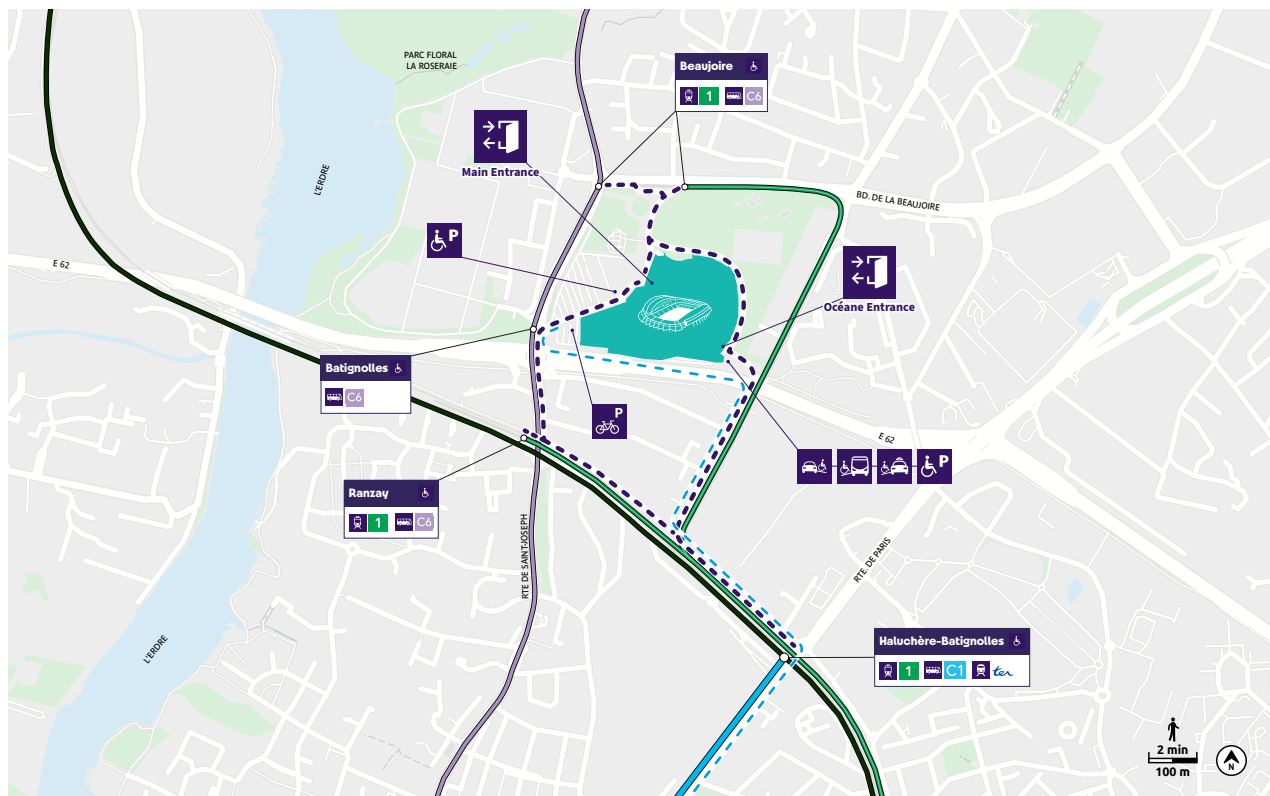 PARC FLORAL
LA ROSERAIE
Beaujoire
1 C6
Main Entrance
L'ERDRE
BD. DE LA BEAUJOIRE
P
E 62
Océane Entrance
Batignolles
C6
P
E 62
P
Ranzay
1 C6
RTE DE SAINT-JOSEPH
RTE. DE PARIS
L'ERDRE
Haluchère-Batignolles
1 C1 ter
2 min
100 m
N